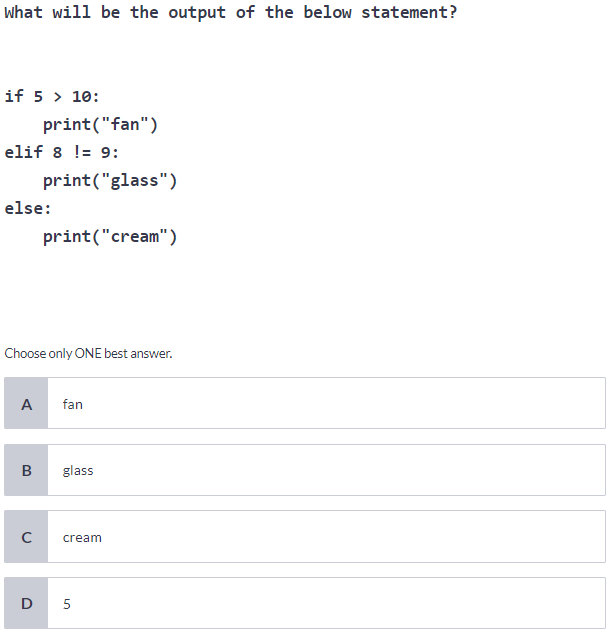 What will be the output of the below statement?
if 5 > 10:
    print("fan")
elif 8 != 9:
    print("glass")
else:
    print("cream")
Choose only ONE best answer.
A fan
B glass
C cream
D 5